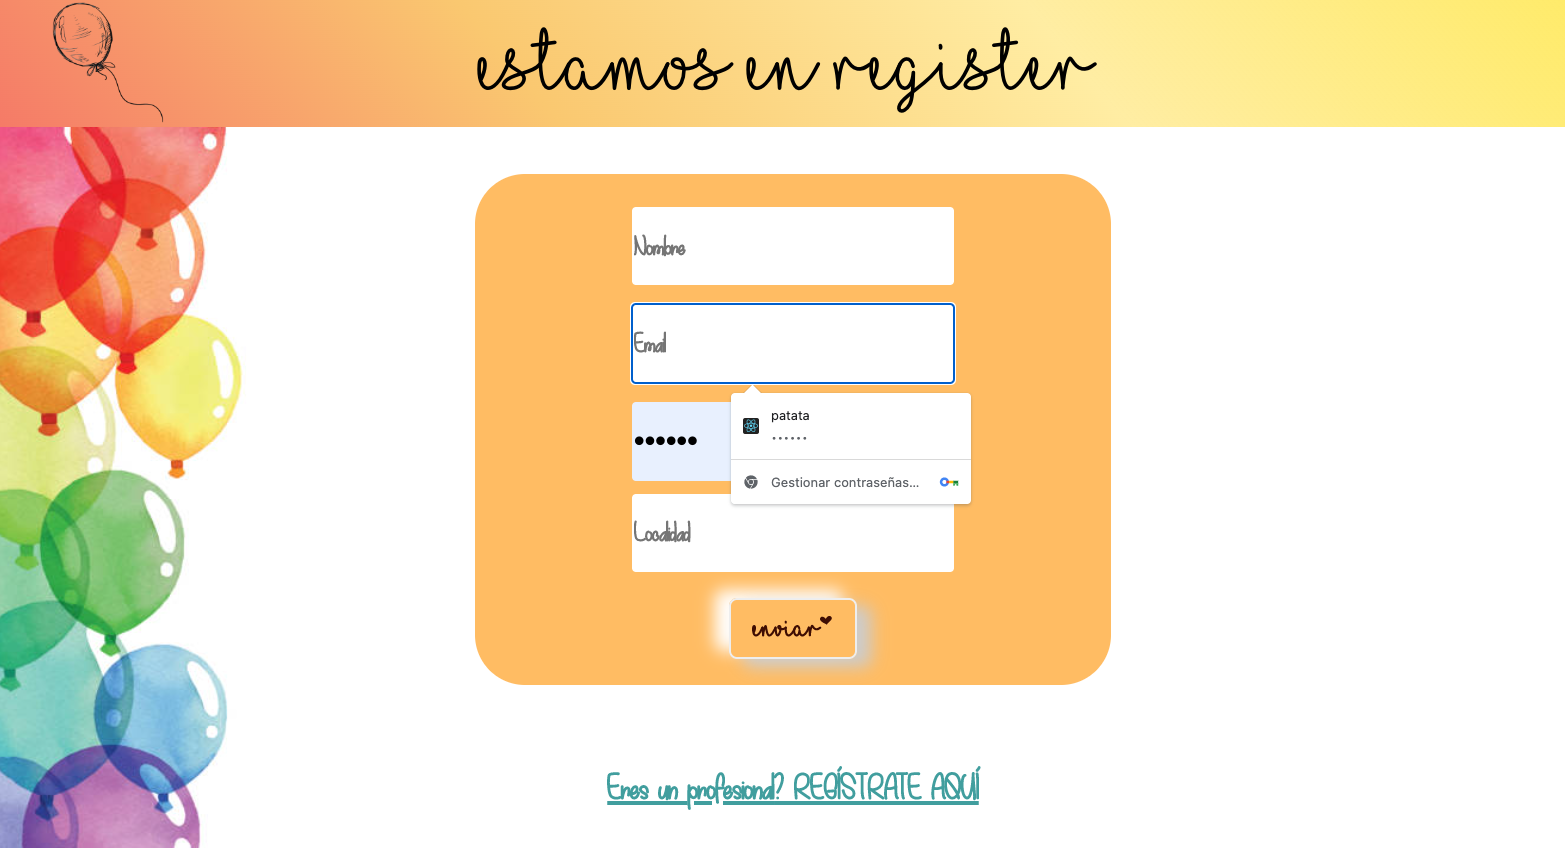 estamos en register
Nombre
Email
••••••
patata
••••••
Gestionar contraseñas...
Localidad
enviar
Eres un profesional? REGÍSTRATE AQUÍ